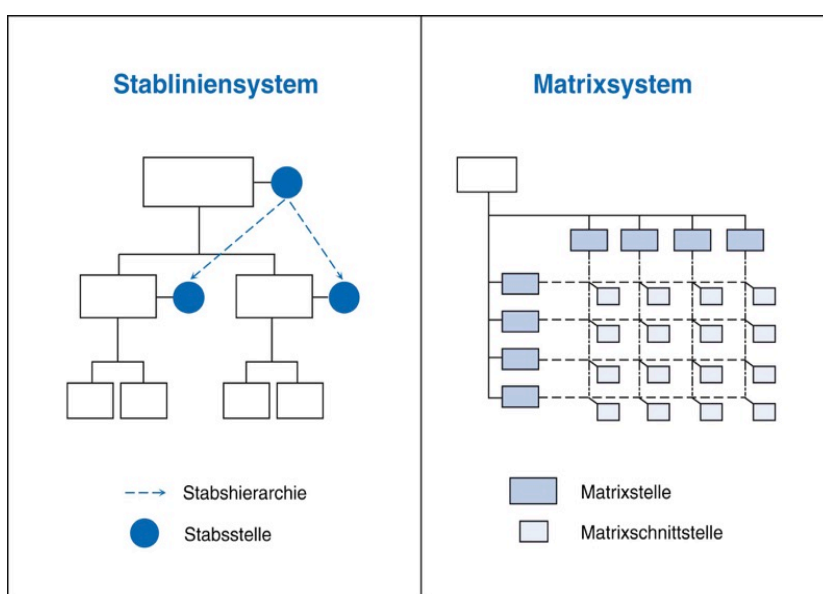 Stabliniensystem
Matrixsystem
Stabshierarchie
Stabsstelle
Matrixstelle
Matrixschnittstelle